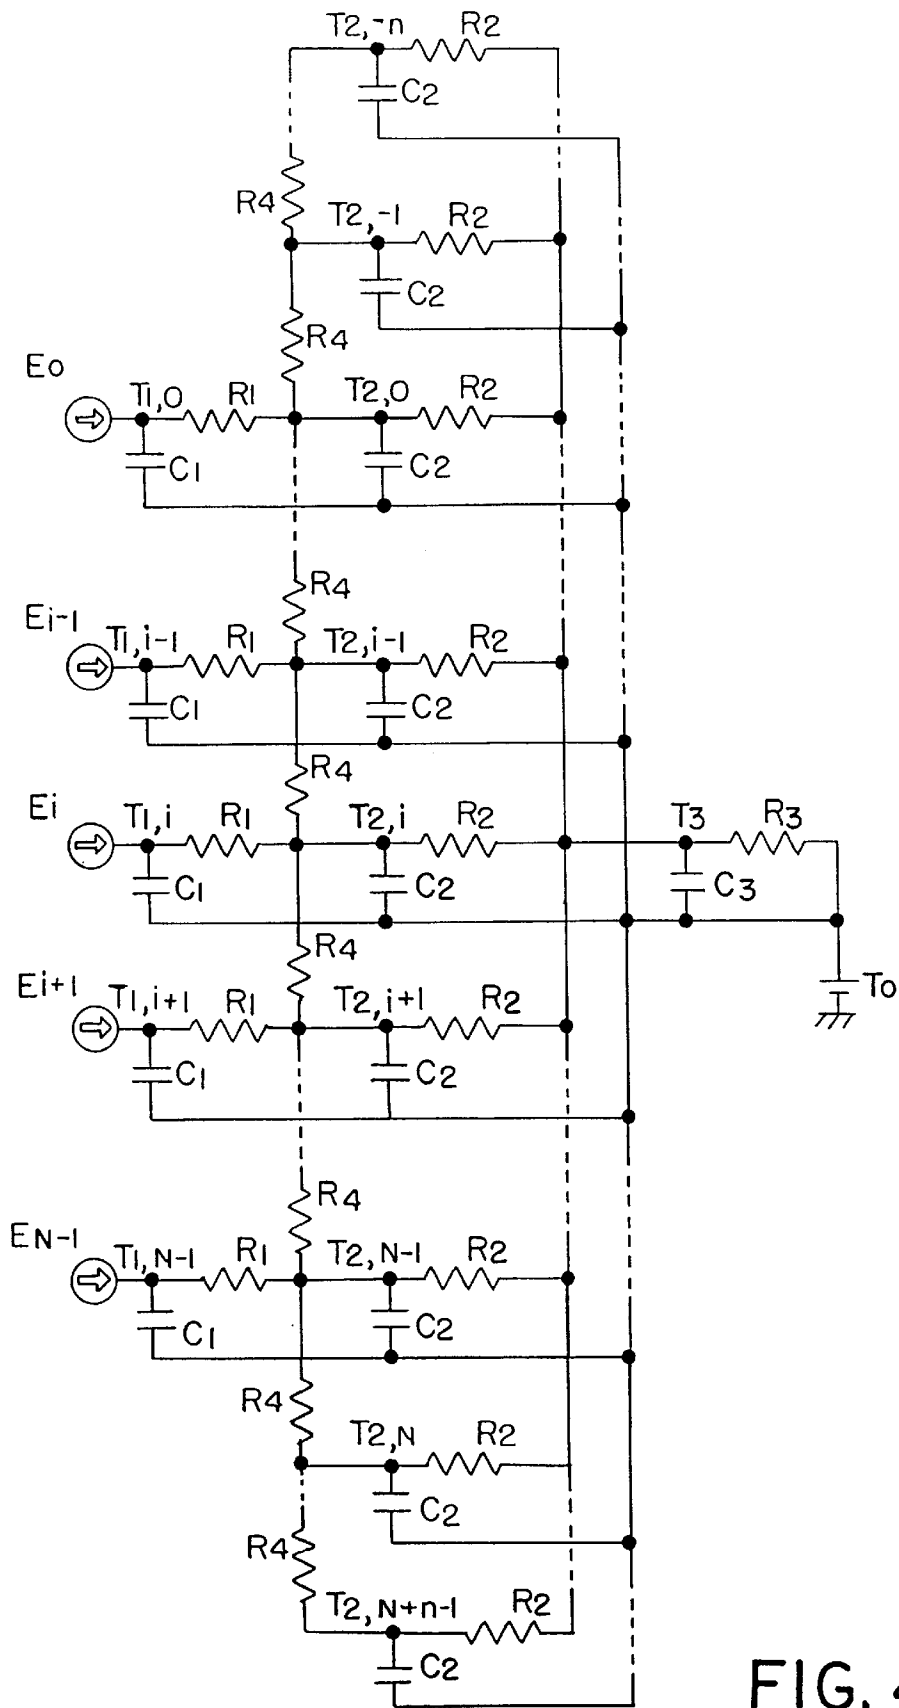 T2,-n R2
C2
R4 T2,-1 R2
C2
R4
E0 T1,0 R1 T2,0 R2
C1 C2
R4
Ei-1 T1,i-1 R1 T2,i-1 R2
C1 C2
R4
Ei T1,i R1 T2,i R2 T3 R3
C1 C2 C3
R4
Ei+1 T1,i+1 R1 T2,i+1 R2 T0
C1 C2
R4
EN-1 T1,N-1 R1 T2,N-1 R2
C1 C2
R4 T2,N R2
C2
R4
T2,N+n-1 R2
C2
FIG.